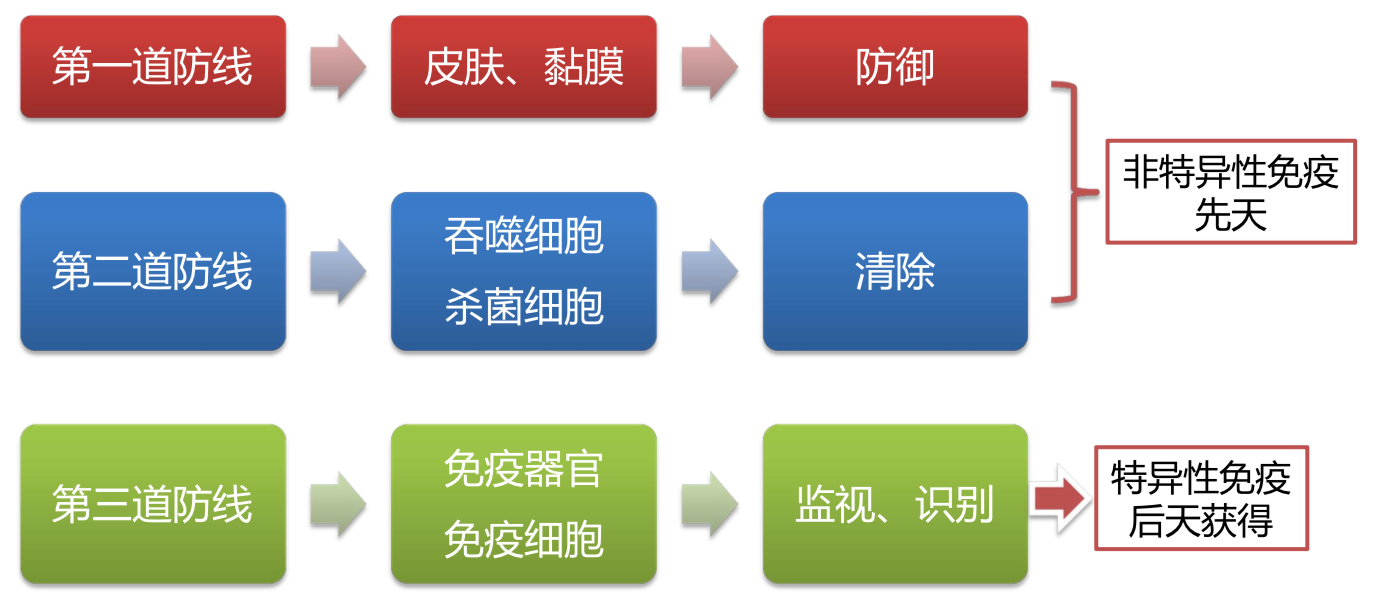 第一道防线
皮肤、黏膜
防御
非特异性免疫
先天
第二道防线
吞噬细胞
杀菌细胞
清除
第三道防线
免疫器官
免疫细胞
监视、识别
特异性免疫
后天获得